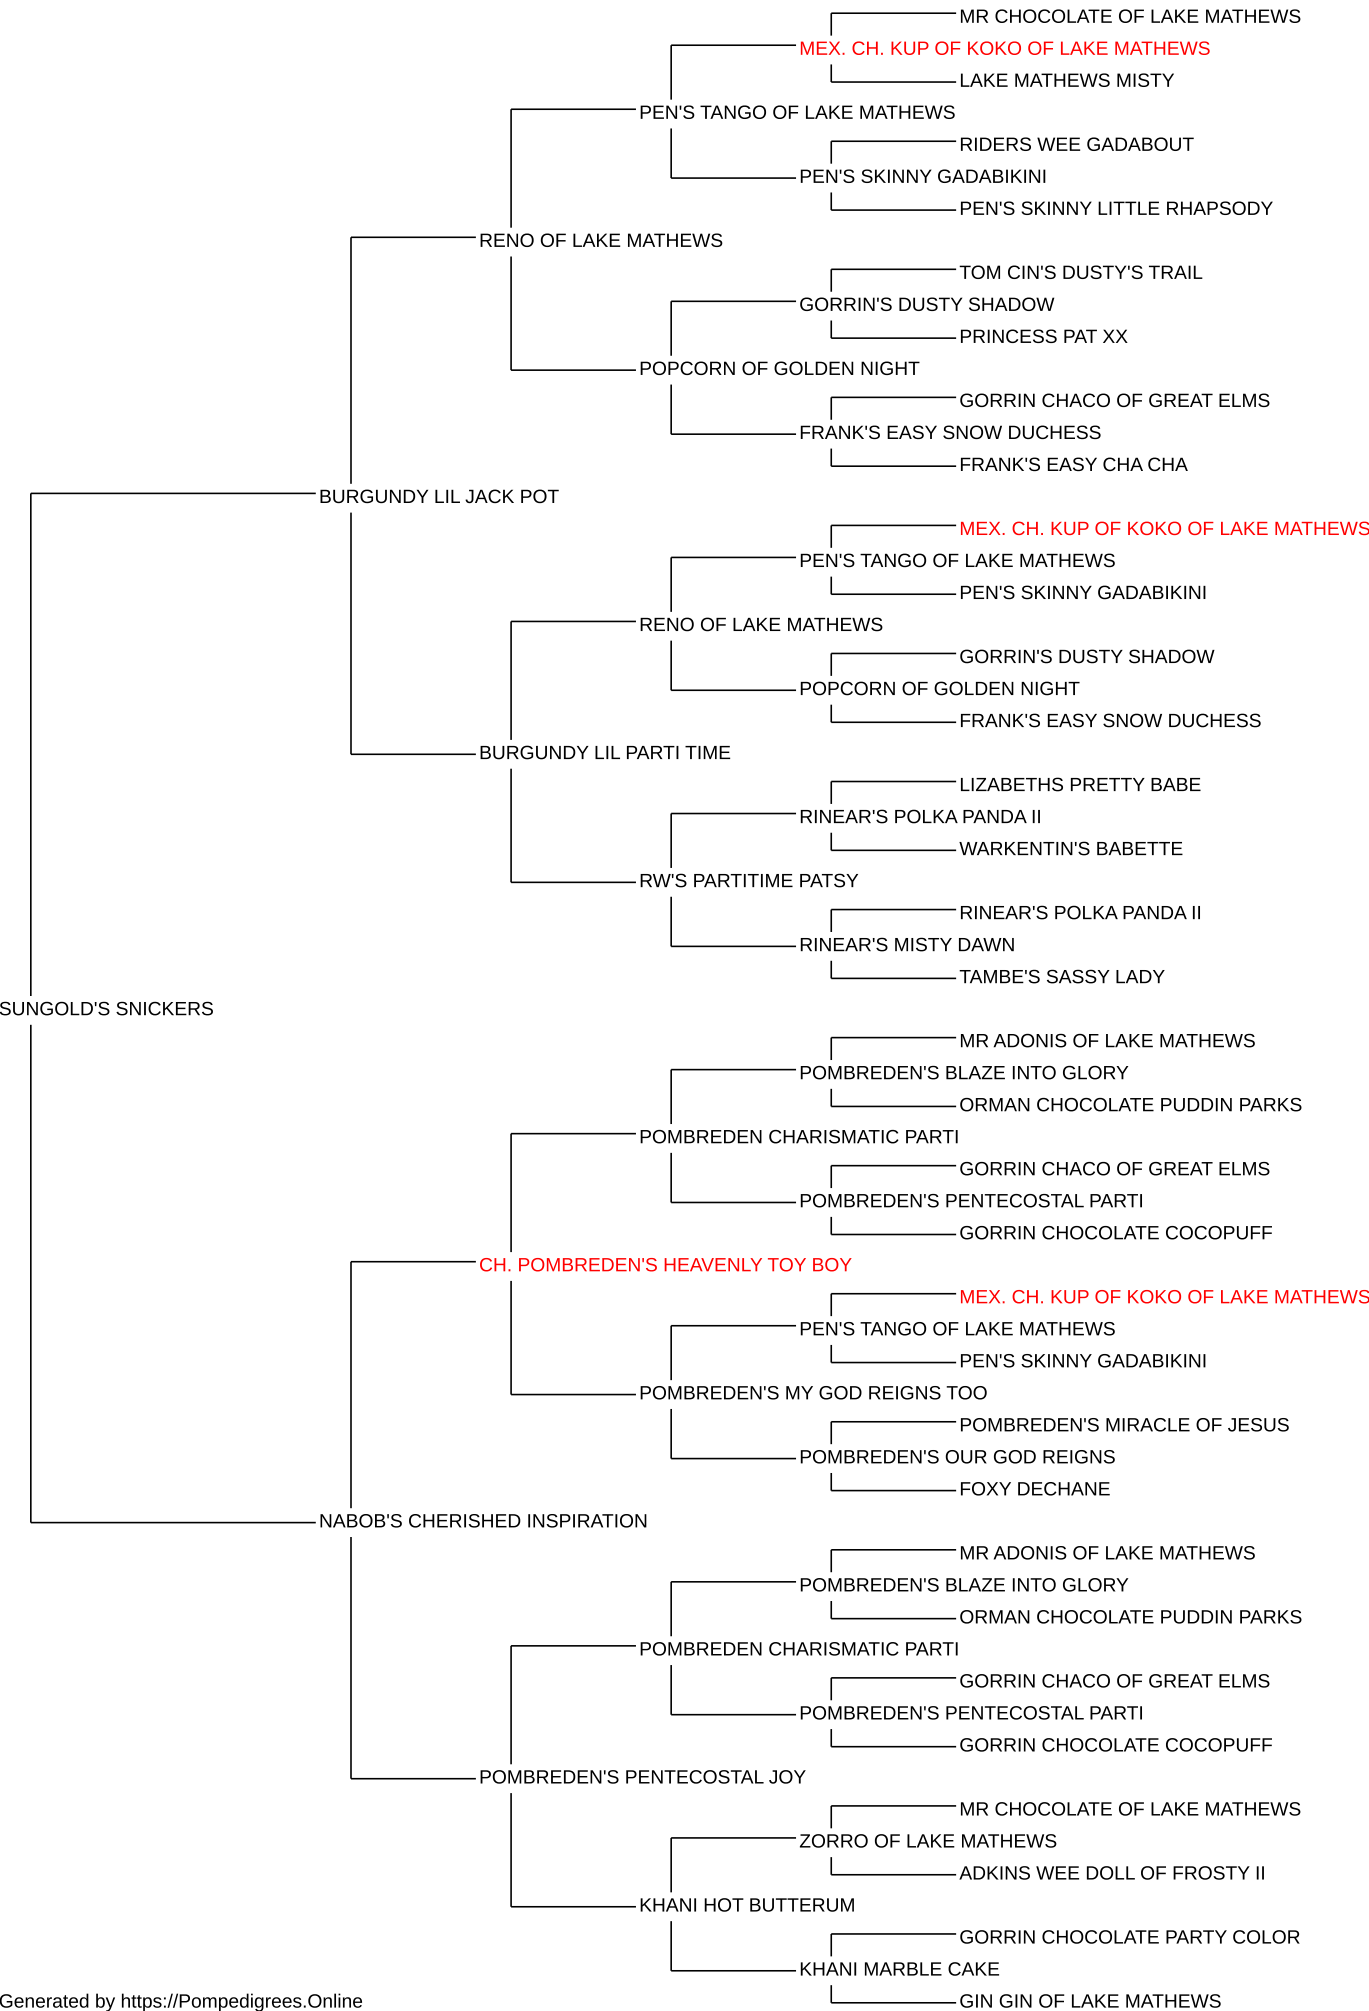 MR CHOCOLATE OF LAKE MATHEWS
MEX. CH. KUP OF KOKO OF LAKE MATHEWS
LAKE MATHEWS MISTY
PEN'S TANGO OF LAKE MATHEWS
RIDERS WEE GADABOUT
PEN'S SKINNY GADABIKINI
PEN'S SKINNY LITTLE RHAPSODY
RENO OF LAKE MATHEWS
TOM CIN'S DUSTY'S TRAIL
GORRIN'S DUSTY SHADOW
PRINCESS PAT XX
POPCORN OF GOLDEN NIGHT
GORRIN CHACO OF GREAT ELMS
FRANK'S EASY SNOW DUCHESS
FRANK'S EASY CHA CHA
BURGUNDY LIL JACK POT
MEX. CH. KUP OF KOKO OF LAKE MATHEWS
PEN'S TANGO OF LAKE MATHEWS
PEN'S SKINNY GADABIKINI
RENO OF LAKE MATHEWS
GORRIN'S DUSTY SHADOW
POPCORN OF GOLDEN NIGHT
FRANK'S EASY SNOW DUCHESS
BURGUNDY LIL PARTI TIME
LIZABETHS PRETTY BABE
RINEAR'S POLKA PANDA II
WARKENTIN'S BABETTE
RW'S PARTITIME PATSY
RINEAR'S POLKA PANDA II
RINEAR'S MISTY DAWN
TAMBE'S SASSY LADY
SUNGOLD'S SNICKERS
MR ADONIS OF LAKE MATHEWS
POMBREDEN'S BLAZE INTO GLORY
ORMAN CHOCOLATE PUDDIN PARKS
POMBREDEN CHARISMATIC PARTI
GORRIN CHACO OF GREAT ELMS
POMBREDEN'S PENTECOSTAL PARTI
GORRIN CHOCOLATE COCOPUFF
CH. POMBREDEN'S HEAVENLY TOY BOY
MEX. CH. KUP OF KOKO OF LAKE MATHEWS
PEN'S TANGO OF LAKE MATHEWS
PEN'S SKINNY GADABIKINI
POMBREDEN'S MY GOD REIGNS TOO
POMBREDEN'S MIRACLE OF JESUS
POMBREDEN'S OUR GOD REIGNS
FOXY DECHANE
NABOB'S CHERISHED INSPIRATION
MR ADONIS OF LAKE MATHEWS
POMBREDEN'S BLAZE INTO GLORY
ORMAN CHOCOLATE PUDDIN PARKS
POMBREDEN CHARISMATIC PARTI
GORRIN CHACO OF GREAT ELMS
POMBREDEN'S PENTECOSTAL PARTI
GORRIN CHOCOLATE COCOPUFF
POMBREDEN'S PENTECOSTAL JOY
MR CHOCOLATE OF LAKE MATHEWS
ZORRO OF LAKE MATHEWS
ADKINS WEE DOLL OF FROSTY II
KHANI HOT BUTTERUM
GORRIN CHOCOLATE PARTY COLOR
KHANI MARBLE CAKE
GIN GIN OF LAKE MATHEWS
Generated by https://Pompedigrees.Online